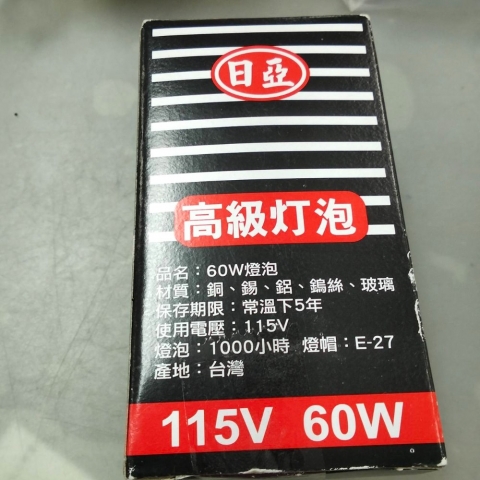 日亞
高級灯泡
品名：60W燈泡
材質：銅、錫、鋁、鎢絲、玻璃
保存期限：常溫下5年
使用電壓：115V
燈泡：1000小時 燈帽：E-27
產地：台灣
115V 60W